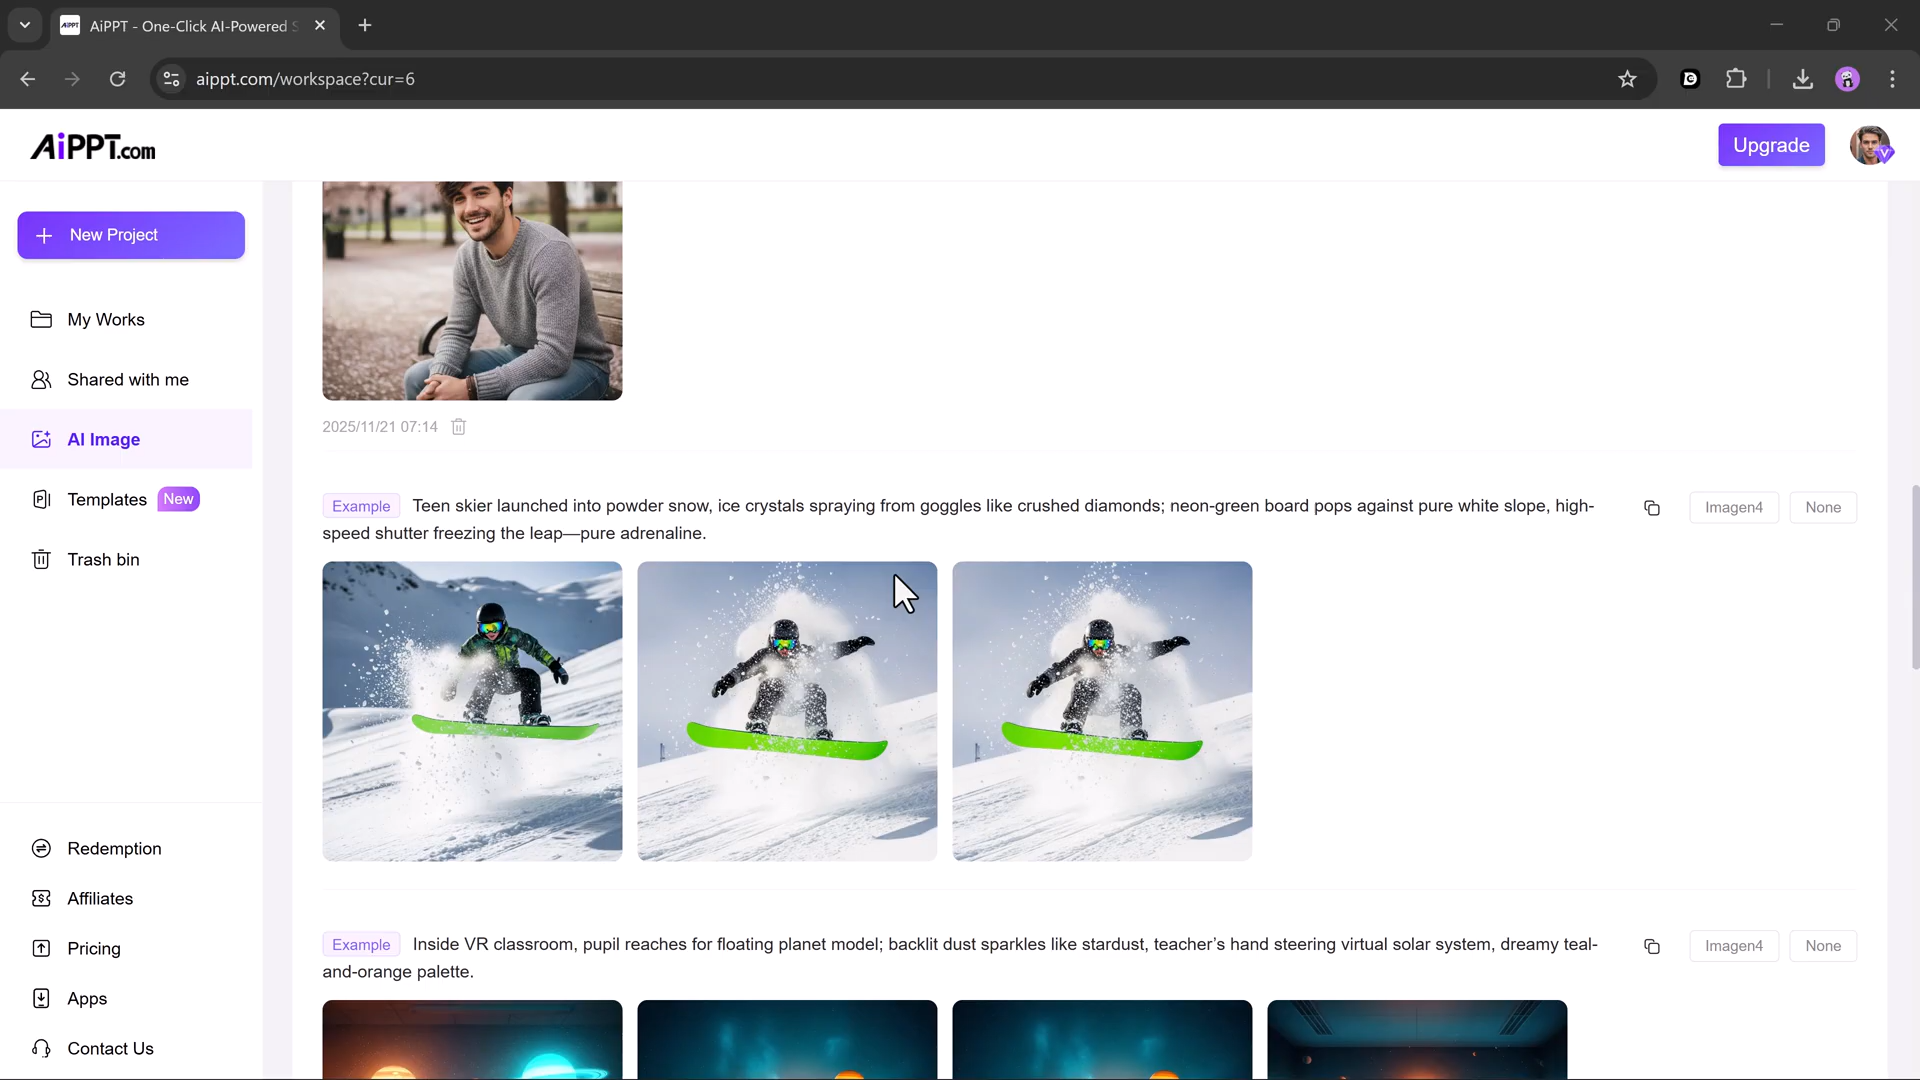 AiPPT - One-Click AI-Powered S
aippt.com/workspace?cur=6
AiPPT.com
Upgrade
New Project
My Works
Shared with me
AI Image
Templates New
Trash bin
Redemption
Affiliates
Pricing
Apps
Contact Us
2025/11/21 07:14
Example Teen skier launched into powder snow, ice crystals spraying from goggles like crushed diamonds; neon-green board pops against pure white slope, high-
speed shutter freezing the leap—pure adrenaline.
Imagen4 None
Example Inside VR classroom, pupil reaches for floating planet model; backlit dust sparkles like stardust, teacher’s hand steering virtual solar system, dreamy teal-
and-orange palette.
Imagen4 None